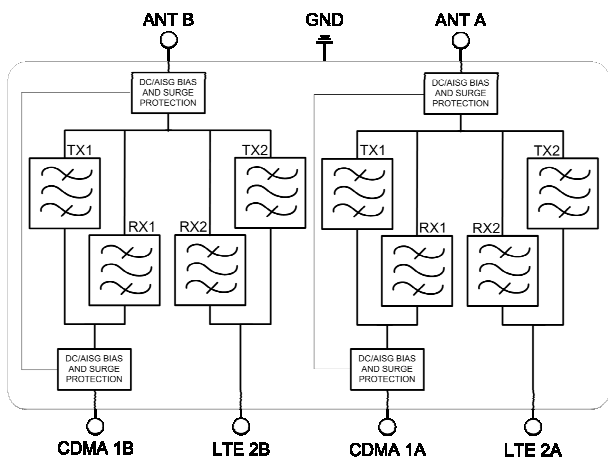 ANT B
GND
ANT A
DC/AISG BIAS
AND SURGE
PROTECTION
DC/AISG BIAS
AND SURGE
PROTECTION
TX1
TX2
TX1
TX2
RX1
RX2
RX1
RX2
DC/AISG BIAS
AND SURGE
PROTECTION
DC/AISG BIAS
AND SURGE
PROTECTION
CDMA 1B
LTE 2B
CDMA 1A
LTE 2A